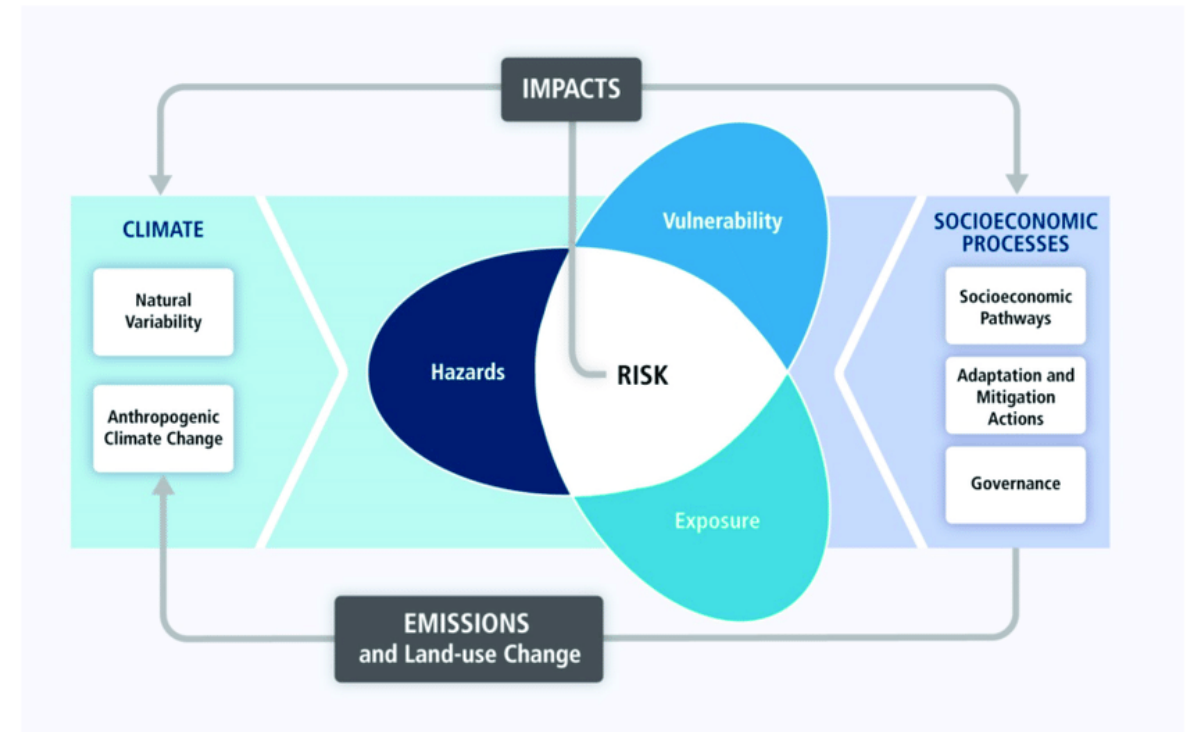 IMPACTS
CLIMATE
Natural
Variability
Anthropogenic
Climate Change
Vulnerability
Hazards
RISK
Exposure
SOCIOECONOMIC
PROCESSES
Socioeconomic
Pathways
Adaptation and
Mitigation
Actions
Governance
EMISSIONS
and Land-use Change